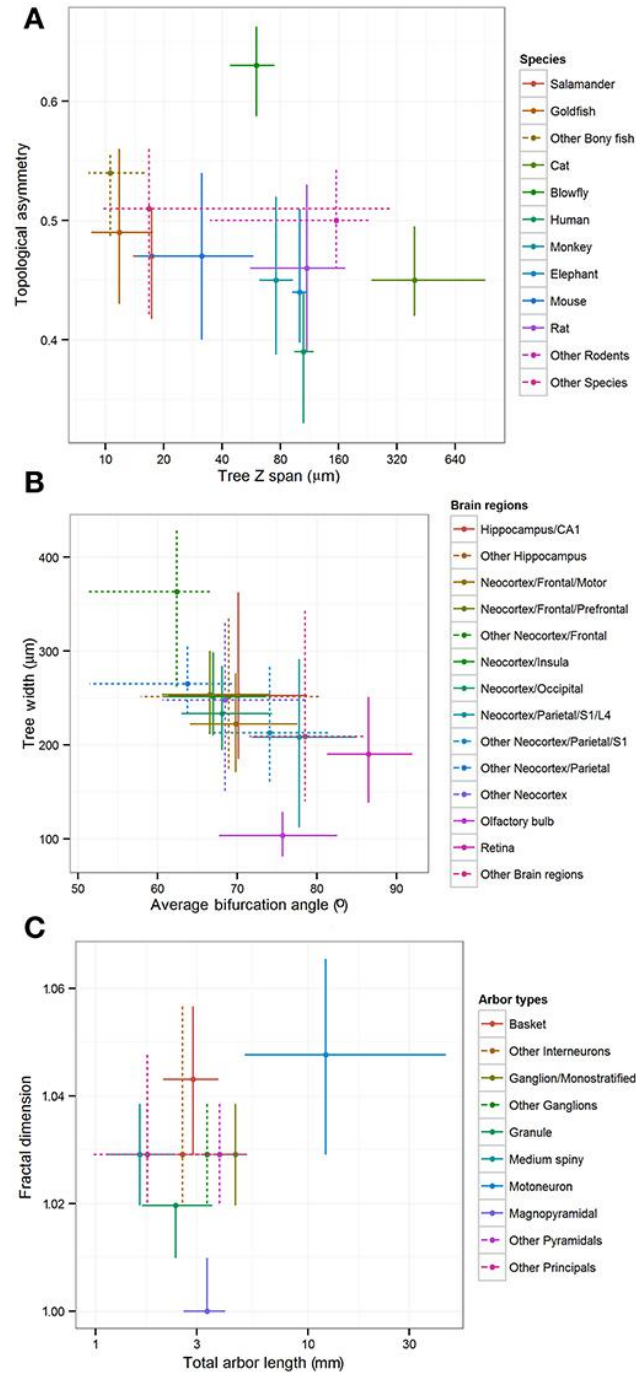 A
Topological asymmetry
0.6
0.5
0.4
10 20 40 80 160 320 640
Tree Z span (μm)
Species
Salamander
Goldfish
Other Bony fish
Cat
Blowfly
Human
Monkey
Elephant
Mouse
Rat
Other Rodents
Other Species
B
Tree width (μm)
400
300
200
100
50 60 70 80 90
Average bifurcation angle (º)
Brain regions
Hippocampus/CA1
Other Hippocampus
Neocortex/Frontal/Motor
Neocortex/Frontal/Prefrontal
Other Neocortex/Frontal
Neocortex/Insula
Neocortex/Occipital
Neocortex/Parietal/S1/L4
Other Neocortex/Parietal/S1
Other Neocortex/Parietal
Other Neocortex
Olfactory bulb
Retina
Other Brain regions
C
Fractal dimension
1.06
1.04
1.02
1.00
1 3 10 30
Total arbor length (mm)
Arbor types
Basket
Other Interneurons
Ganglion/Monostratified
Other Ganglions
Granule
Medium spiny
Motoneuron
Magnopyramidal
Other Pyramidals
Other Principals